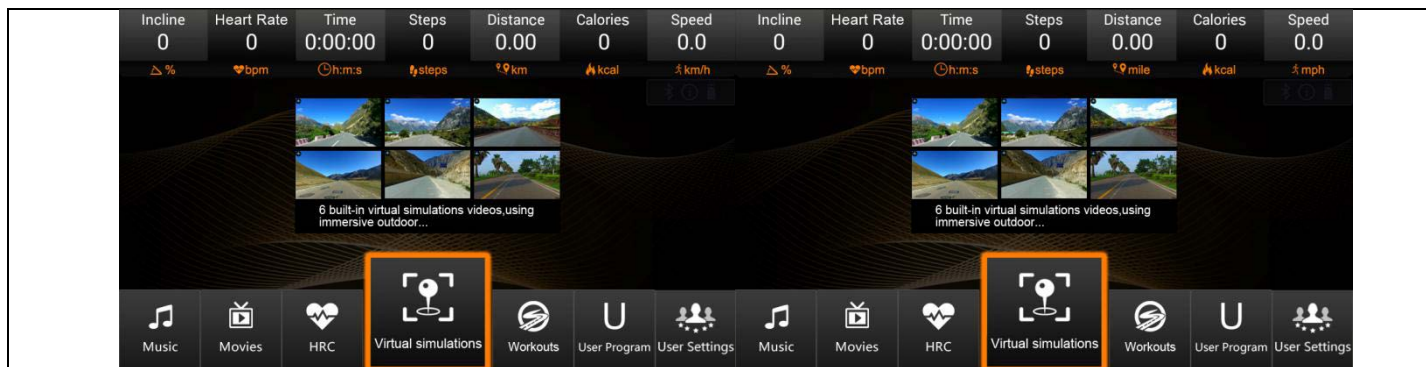 Incline Heart Rate Time Steps Distance Calories Speed
0 0 0:00:00 0 0.00 0 0.0
% bpm h:m:s steps km kcal km/h
6 built-in virtual simulations videos,using
immersive outdoor...
Music Movies HRC Virtual simulations Workouts User Program User Settings
Incline Heart Rate Time Steps Distance Calories Speed
0 0 0:00:00 0 0.00 0 0.0
% bpm h:m:s steps mile kcal mph
6 built-in virtual simulations videos,using
immersive outdoor...
Music Movies HRC Virtual simulations Workouts User Program User Settings